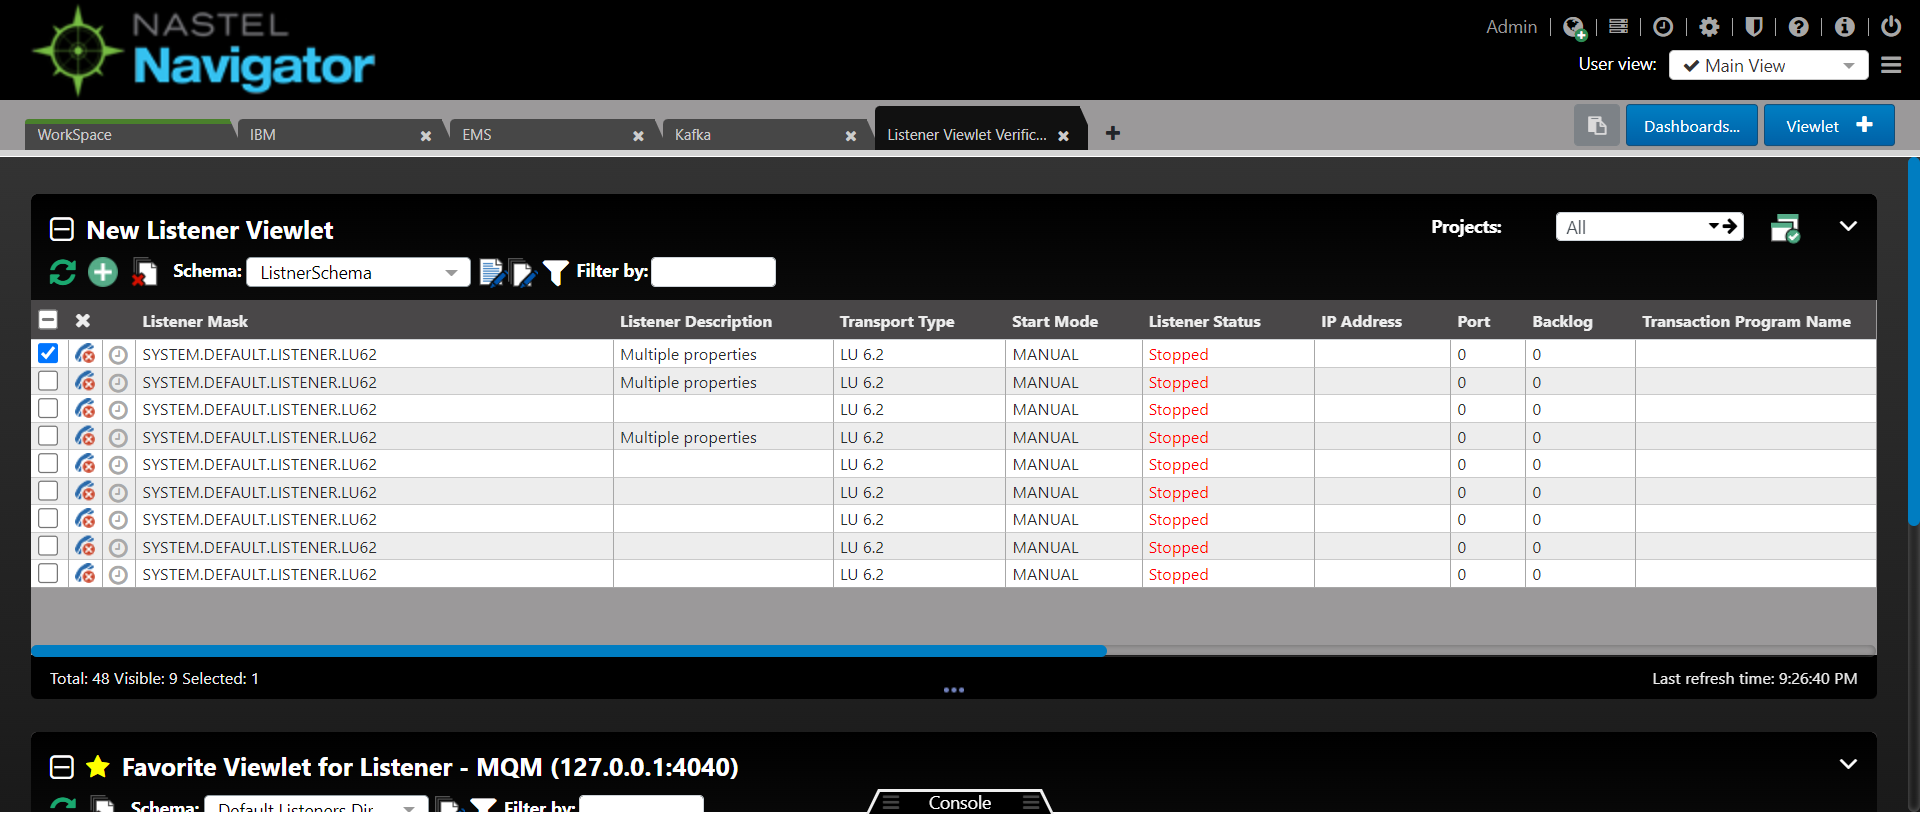 NASTEL
Navigator
Admin
User view: Main View
WorkSpace IBM EMS Kafka Listener Viewlet Verific...
Dashboards... Viewlet
New Listener Viewlet
Projects: All
Schema: ListnerSchema Filter by:
Listener Mask Listener Description Transport Type Start Mode Listener Status IP Address Port Backlog Transaction Program Name
SYSTEM.DEFAULT.LISTENER.LU62 Multiple properties LU 6.2 MANUAL Stopped 0 0
SYSTEM.DEFAULT.LISTENER.LU62 Multiple properties LU 6.2 MANUAL Stopped 0 0
SYSTEM.DEFAULT.LISTENER.LU62 LU 6.2 MANUAL Stopped 0 0
SYSTEM.DEFAULT.LISTENER.LU62 Multiple properties LU 6.2 MANUAL Stopped 0 0
SYSTEM.DEFAULT.LISTENER.LU62 LU 6.2 MANUAL Stopped 0 0
SYSTEM.DEFAULT.LISTENER.LU62 LU 6.2 MANUAL Stopped 0 0
SYSTEM.DEFAULT.LISTENER.LU62 LU 6.2 MANUAL Stopped 0 0
SYSTEM.DEFAULT.LISTENER.LU62 LU 6.2 MANUAL Stopped 0 0
SYSTEM.DEFAULT.LISTENER.LU62 LU 6.2 MANUAL Stopped 0 0
Total: 48 Visible: 9 Selected: 1
Last refresh time: 9:26:40 PM
Favorite Viewlet for Listener - MQM (127.0.0.1:4040)
Schema: Default Listeners Dir Filter by:
Console